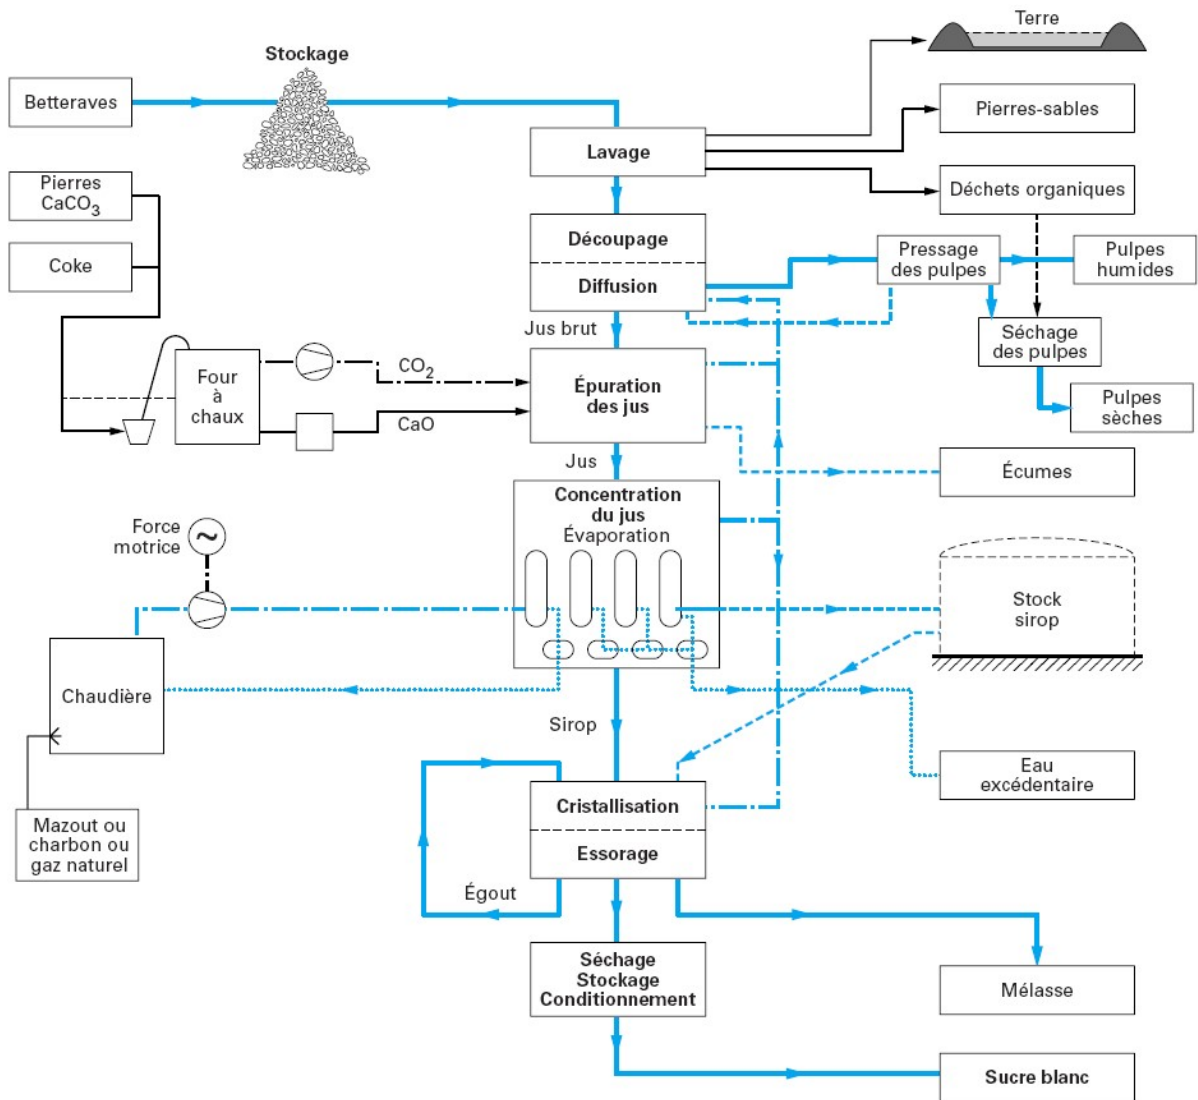 Terre
Stockage
Betteraves
Pierres-sables
Lavage
Pierres
CaCO₃
Déchets organiques
Découpage
Pressage
des pulpes
Pulpes
humides
Coke
Diffusion
Jus brut
Séchage
des pulpes
CO₂
Four
à
chaux
Épuration
des jus
Pulpes
sèches
CaO
Jus
Écumes
Concentration
du jus
Évaporation
Force
motrice
~
Stock
sirop
Chaudière
Sirop
Eau
excédentaire
Cristallisation
Mazout ou
charbon ou
gaz naturel
Essorage
Égout
Séchage
Stockage
Conditionnement
Mélasse
Sucre blanc